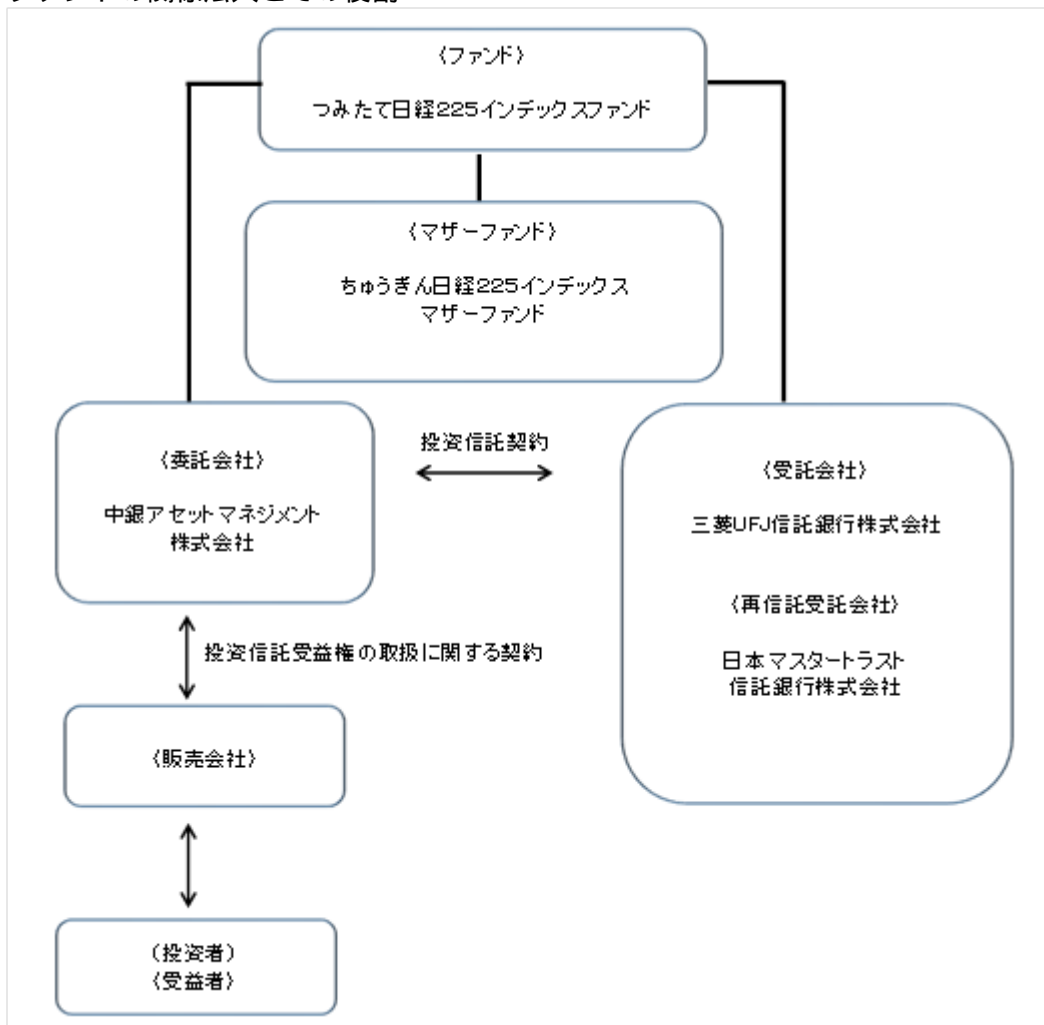 〈ファンド〉
つみたて日経225インデックスファンド
〈マザーファンド〉
ちゅうぎん日経225インデックス
マザーファンド
〈委託会社〉
中銀アセットマネジメント
株式会社
投資信託契約
〈受託会社〉
三菱UFJ信託銀行株式会社
〈再信託受託会社〉
日本マスタートラスト
信託銀行株式会社
投資信託受益権の取扱に関する契約
〈販売会社〉
(投資者)
〈受益者〉